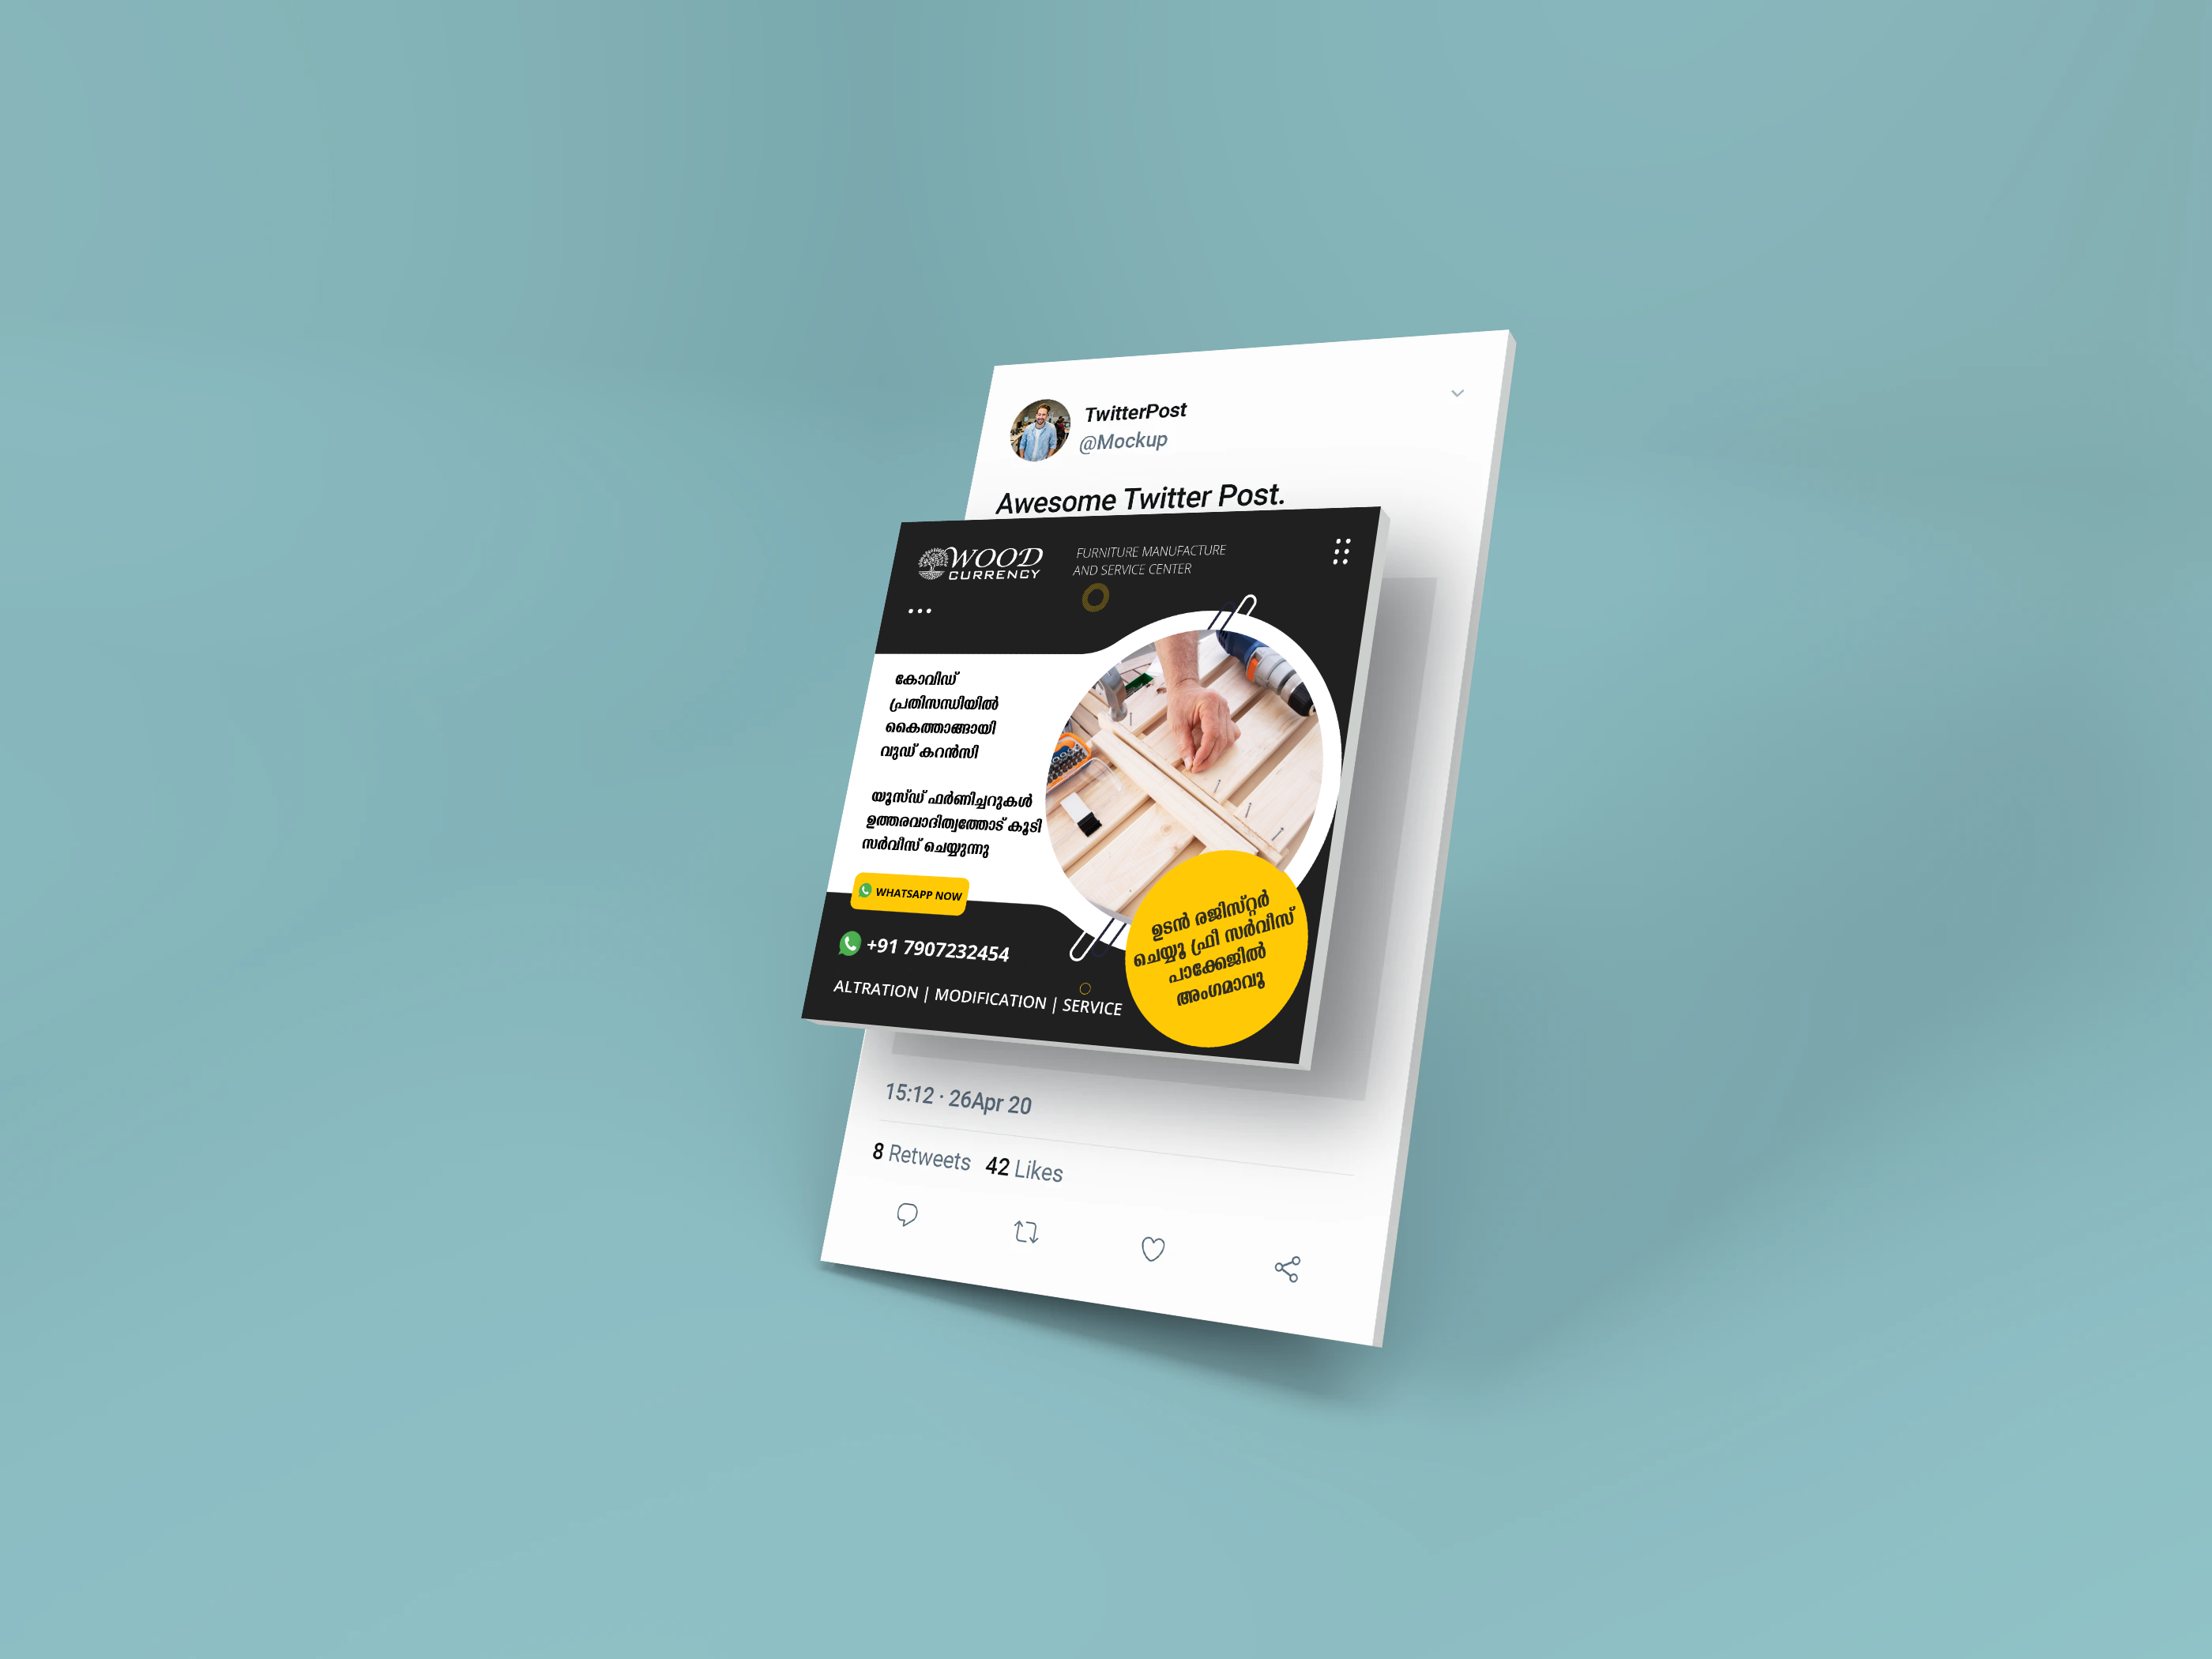 TwitterPost
@Mockup
Awesome Twitter Post.
WOOD
CURRENCY
FURNITURE MANUFACTURE
AND SERVICE CENTER
കോവിഡ്
പ്രതിസന്ധിയിൽ
കൈത്താങ്ങായി
വുഡ് കറൻസി
യൂസ്ഡ് ഫർണിച്ചറുകൾ
ഉത്തരവാദിത്വത്തോട് കൂടി
സർവീസ് ചെയ്യുന്നു
WHATSAPP NOW
+91 7907232454
ALTRATION | MODIFICATION | SERVICE
ഉടൻ രജിസ്റ്റർ
ചെയ്യൂ ഫ്രീ സർവീസ്
പാക്കേജിൽ
അംഗമാവൂ
15:12 · 26Apr 20
8 Retweets 42 Likes